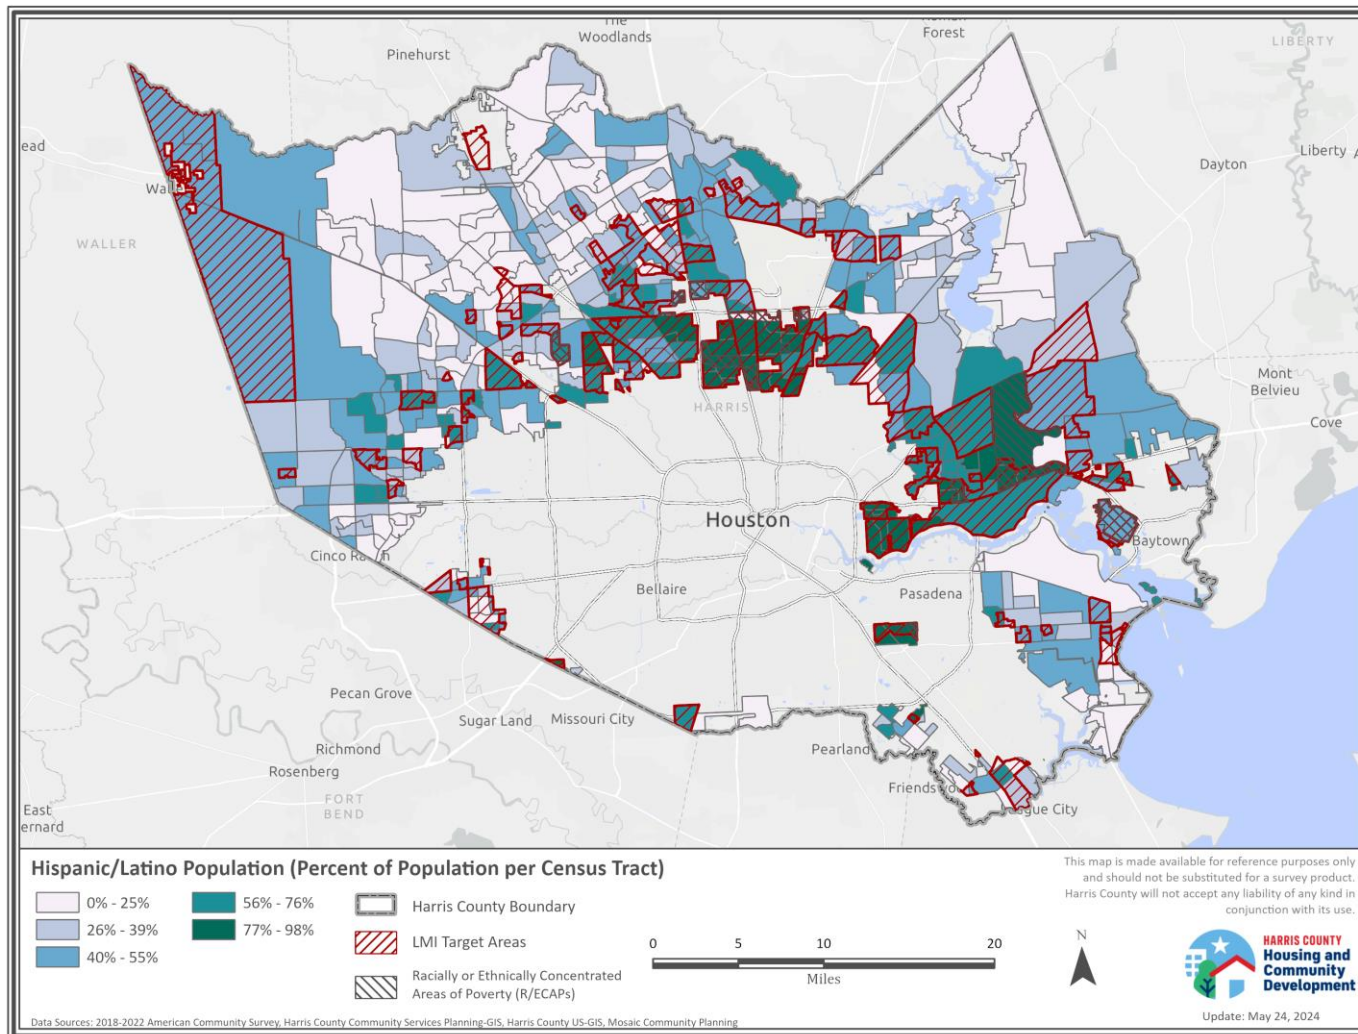 The
Woodlands
Forest
LIBERTY
Pinehurst
ead
Dayton
Liberty
A
Waller
WALLER
Mont
Belvieu
HARRIS
Cove
Houston
Cinco Ranch
Baytown
Bellaire
Pasadena
Pecan Grove
Sugar Land
Missouri City
Richmond
Pearland
Rosenberg
FORT
BEND
East
ernard
gue City
Hispanic/Latino Population (Percent of Population per Census Tract)
0% - 25%
26% - 39%
40% - 55%
56% - 76%
77% - 98%
Harris County Boundary
LMI Target Areas
Racially or Ethnically Concentrated
Areas of Poverty (R/ECAPs)
0 5 10 20
Miles
N
This map is made available for reference purposes only
and should not be substituted for a survey product.
Harris County will not accept any liability of any kind in
conjunction with its use.
HARRIS COUNTY
Housing and
Community
Development
Update: May 24, 2024
Data Sources: 2018-2022 American Community Survey, Harris County Community Services Planning-GIS, Harris County US-GIS, Mosaic Community Planning